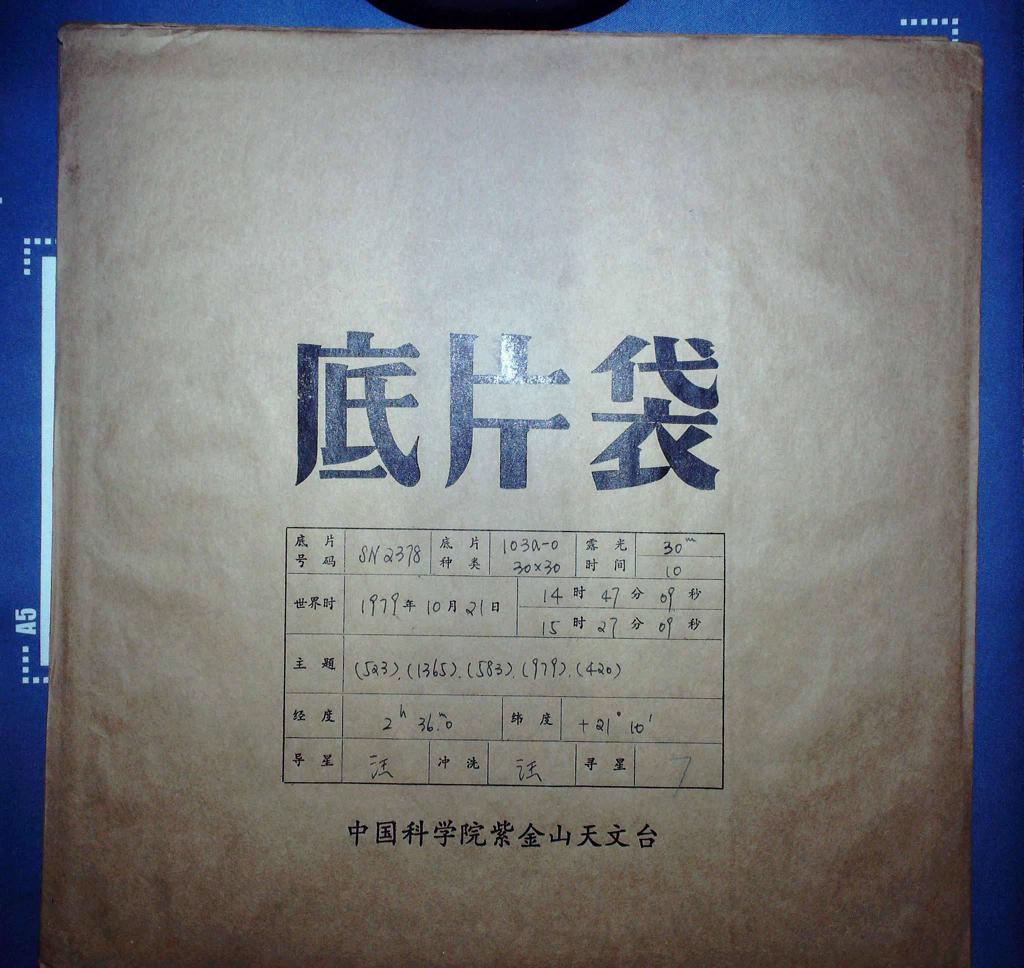 底片袋
底片号码 SN2378 底片种类 103a-0 30×30 露光时间 30ᵐ 10
世界时 1979年10月21日 14时47分09秒
15时27分09秒
主题 (523).(1365).(583).(979).(420)
经度 2ʰ 36ᵐ.0 纬度 +21° 10′
导星 汪 冲洗 汪 寻星
中国科学院紫金山天文台
A5